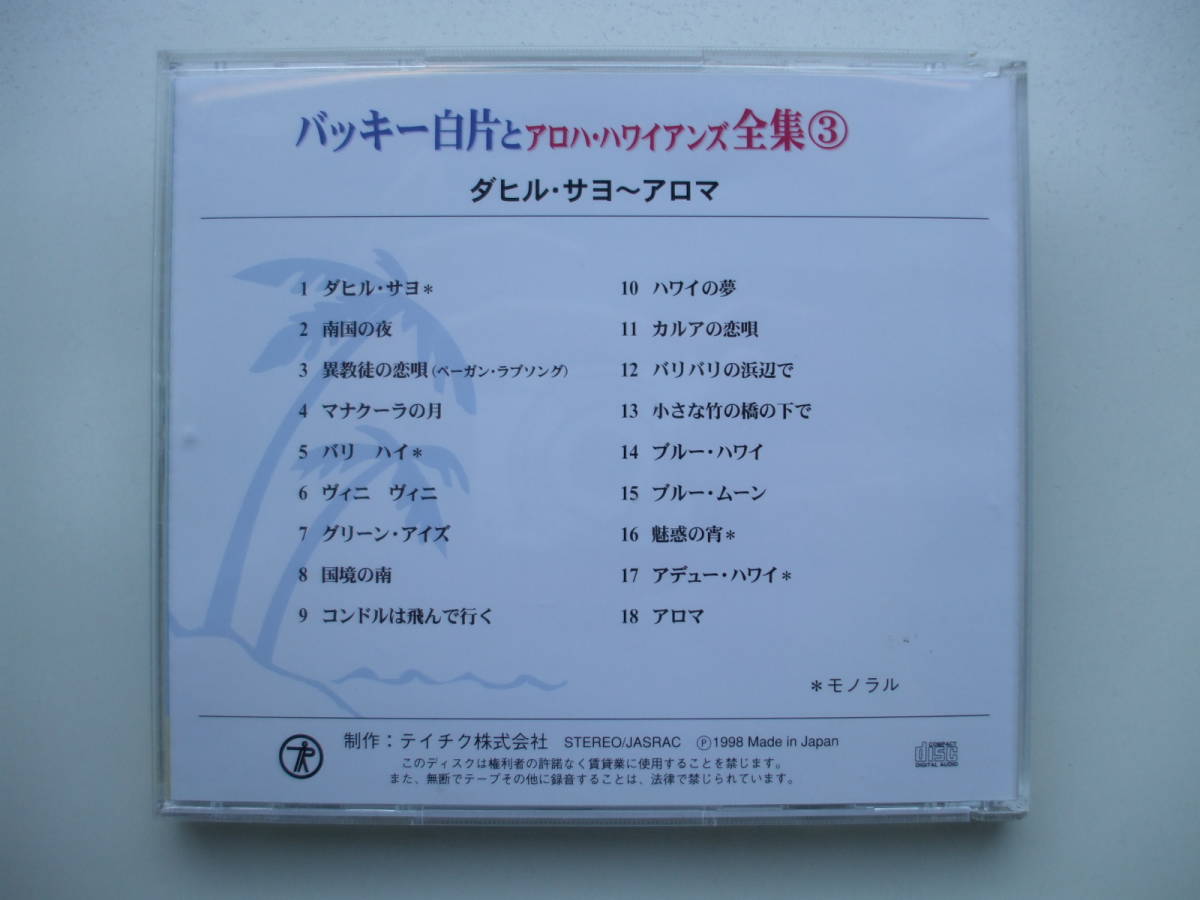 バッキー白片とアロハ・ハワイアンズ全集③
ダヒル・サヨ～アロマ
1 ダヒル・サヨ＊
2 南国の夜
3 異教徒の恋唄（ペーガン・ラブソング）
4 マナクーラの月
5 バリ　ハイ＊
6 ヴィニ　ヴィニ
7 グリーン・アイズ
8 国境の南
9 コンドルは飛んで行く
10 ハワイの夢
11 カルアの恋唄
12 バリバリの浜辺で
13 小さな竹の橋の下で
14 ブルー・ハワイ
15 ブルー・ムーン
16 魅惑の宵＊
17 アデュー・ハワイ＊
18 アロマ
＊モノラル
制作：テイチク株式会社 STEREO/JASRAC Ⓟ1998 Made in Japan
このディスクは権利者の許諾なく賃貸業に使用することを禁じます。
また、無断でテープその他に録音することは、法律で禁じられています。
COMPACT
disc
DIGITAL AUDIO